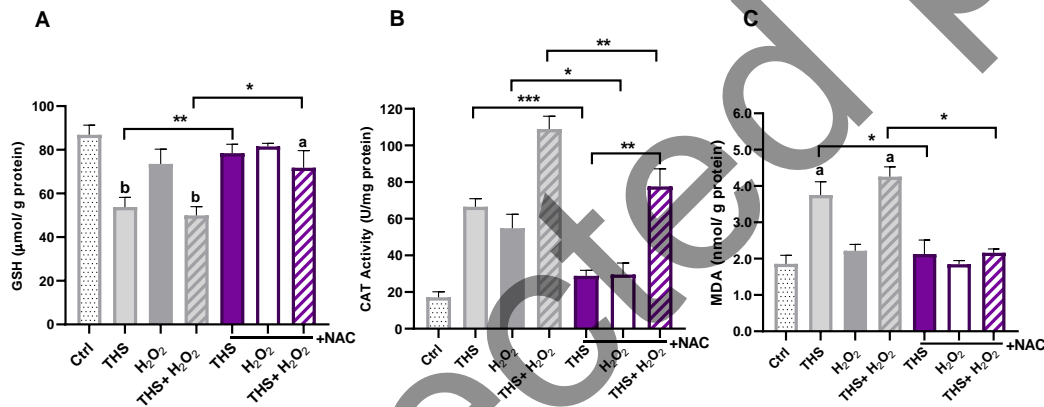 A
GSH (µmol/ g protein)
100
80
60
40
20
0
b
b
a
**
*
Ctrl
THS
H₂O₂
THS+ H₂O₂
THS
H₂O₂
THS+ H₂O₂
+NAC
B
CAT Activity (U/mg protein)
120
100
80
60
40
20
0
***
*
**
**
Ctrl
THS
H₂O₂
THS+ H₂O₂
THS
H₂O₂
THS+ H₂O₂
+NAC
C
MDA (nmol/ g protein)
6.0
5.0
4.0
3.0
2.0
1.0
0.0
a
a
*
*
Ctrl
THS
H₂O₂
THS+ H₂O₂
THS
H₂O₂
THS+ H₂O₂
+NAC